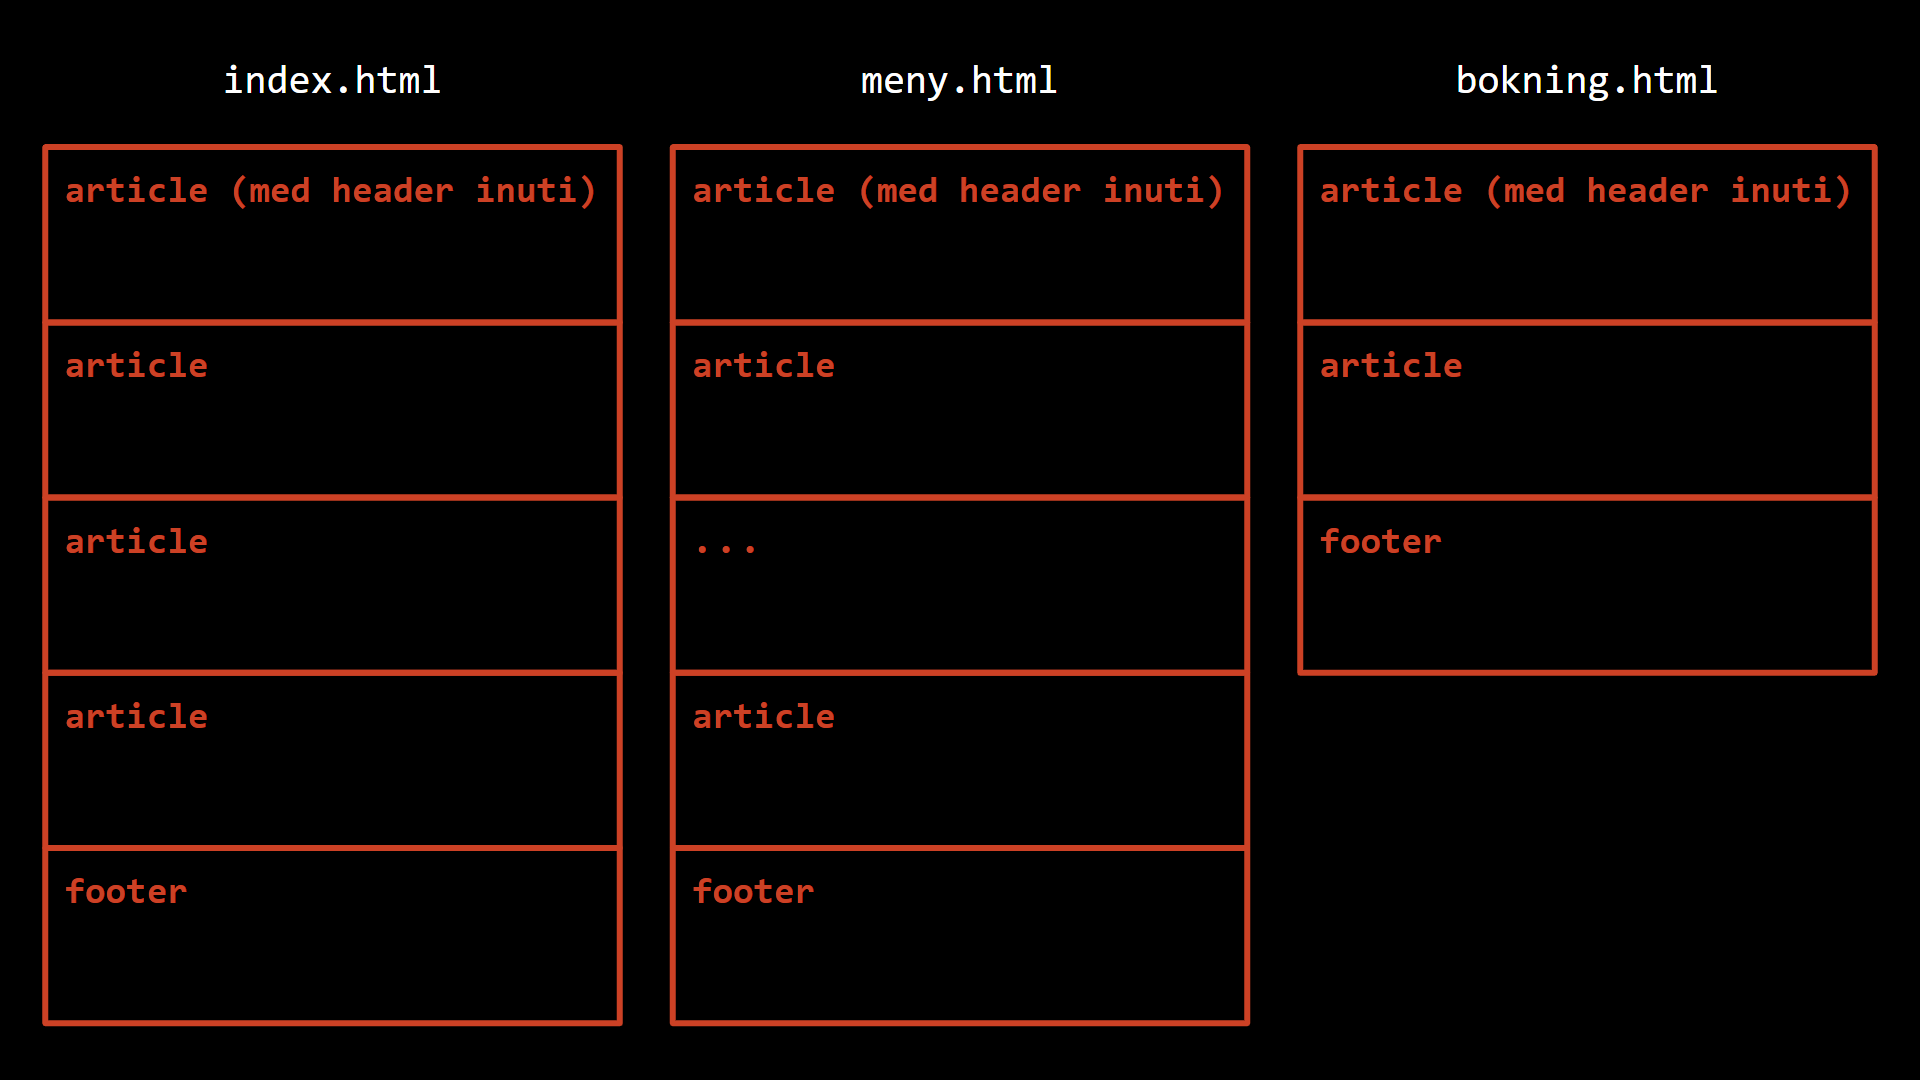 index.html
article (med header inuti)
article
article
article
footer
meny.html
article (med header inuti)
article
...
article
footer
bokning.html
article (med header inuti)
article
footer